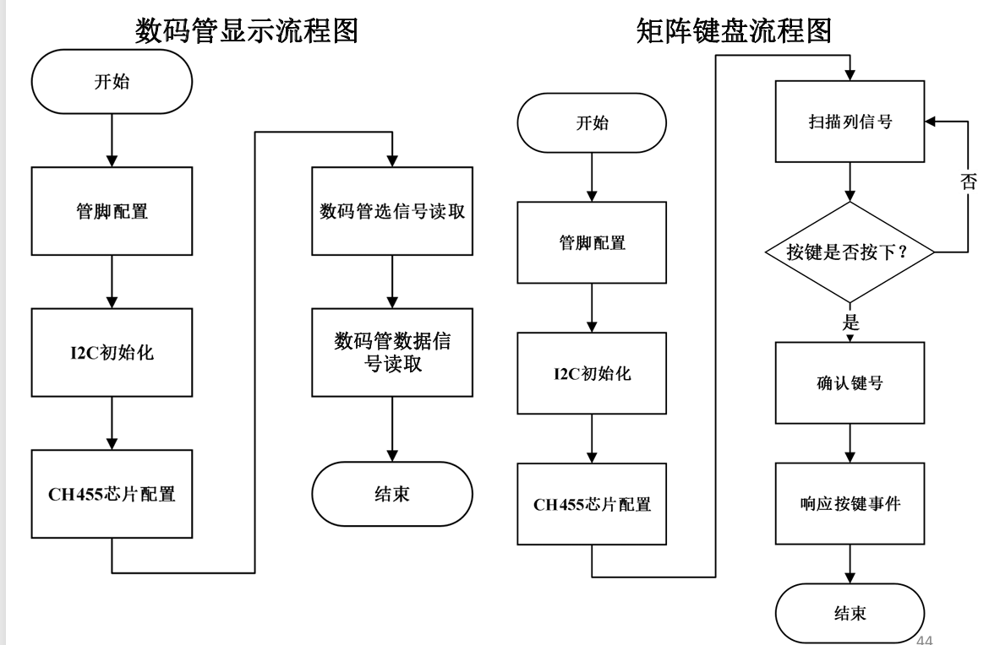 数码管显示流程图
开始
管脚配置
I2C初始化
CH455芯片配置
数码管选信号读取
数码管数据信
号读取
结束
矩阵键盘流程图
开始
管脚配置
I2C初始化
CH455芯片配置
扫描列信号
按键是否按下？
否
是
确认键号
响应按键事件
结束
44